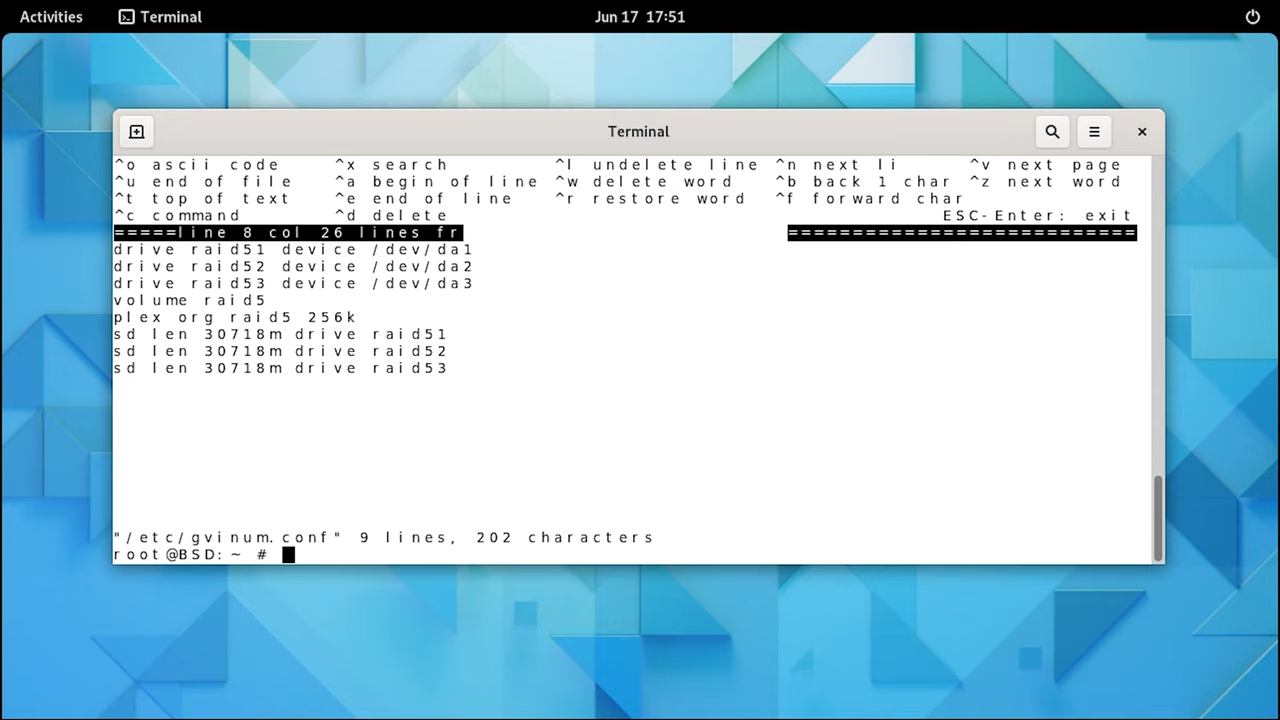 Activities Terminal Jun 17 17:51
Terminal
^o ascii code ^x search ^l undelete line ^n next li ^v next page
^u end of file ^a begin of line ^w delete word ^b back 1 char ^z next word
^t top of text ^e end of line ^r restore word ^f forward char
^c command ^d delete ESC-Enter: exit
=====line 8 col 26 lines fr ===========================
drive raid51 device /dev/da1
drive raid52 device /dev/da2
drive raid53 device /dev/da3
volume raid5
plex org raid5 256k
sd len 30718m drive raid51
sd len 30718m drive raid52
sd len 30718m drive raid53
"/etc/gvinum.conf" 9 lines, 202 characters
root@BSD:~ #